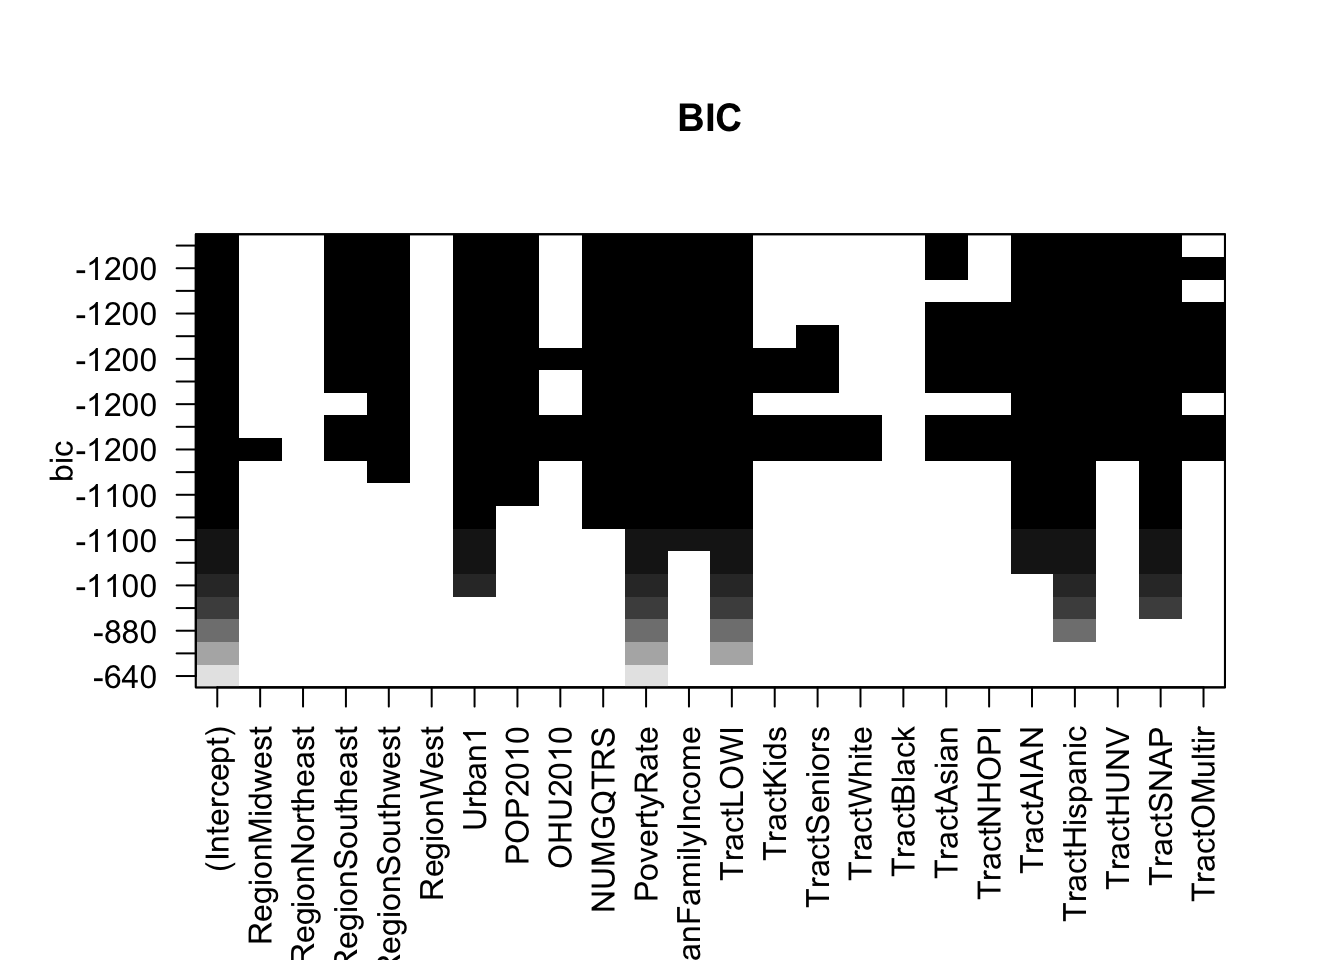 BIC
bic
-1200
-1200
-1200
-1200
-1200
-1100
-1100
-1100
-880
-640
(Intercept)
RegionMidwest
RegionNortheast
RegionSoutheast
RegionSouthwest
RegionWest
Urban1
POP2010
OHU2010
NUMGQTRS
PovertyRate
anFamilyIncome
TractLOWI
TractKids
TractSeniors
TractWhite
TractBlack
TractAsian
TractNHOPI
TractAIAN
TractHispanic
TractHUNV
TractSNAP
TractOMultir